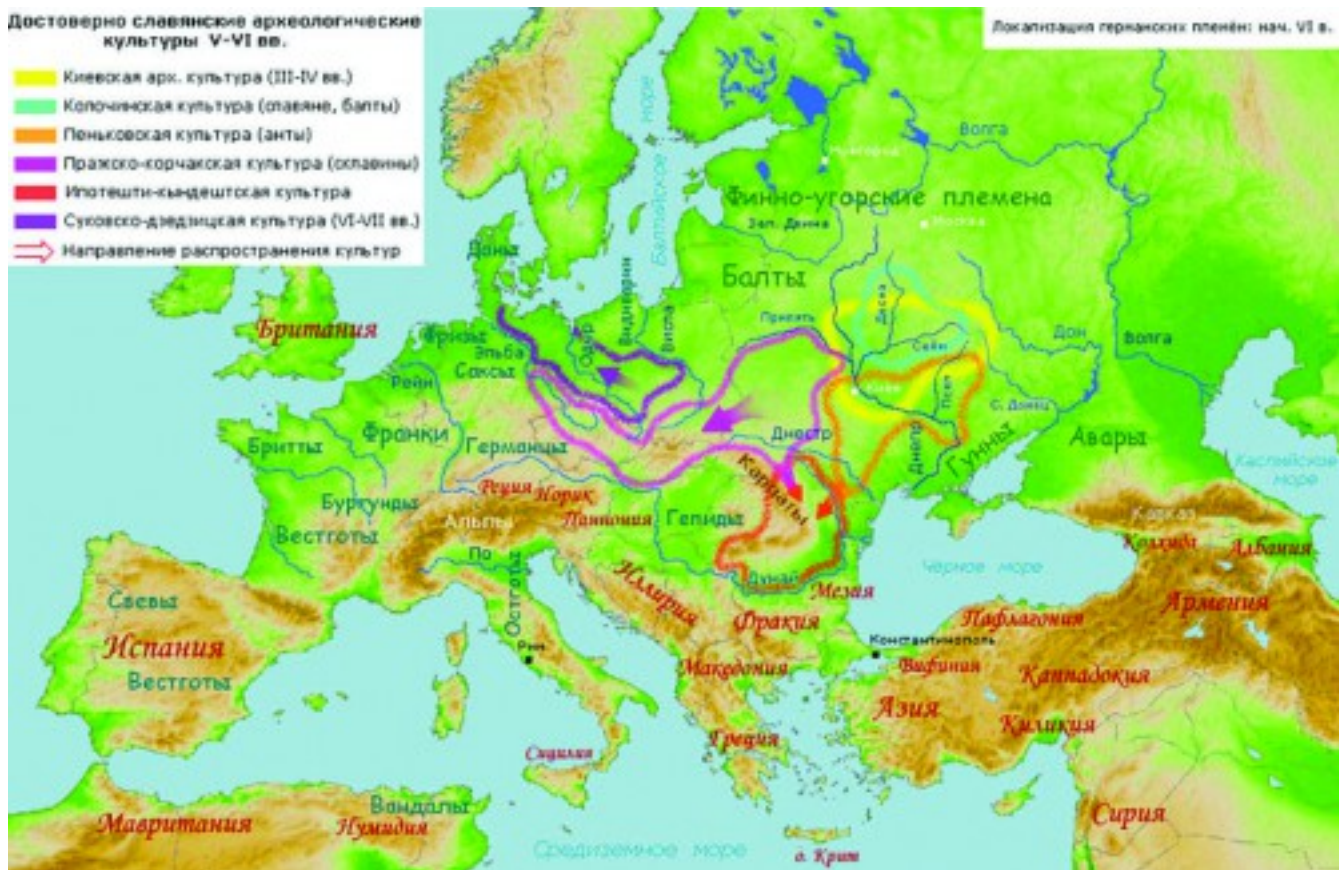 Достоверно славянские археологические
культуры V-VI вв.
Киевская арх. культура (III-IV вв.)
Колочинская культура (славяне, балты)
Пеньковская культура (анты)
Пражско-корчакская культура (склавины)
Ипотешти-кындештская культура
Суковско-дзедзицкая культура (VI-VII вв.)
Направление распространения культур
Локализация германских племён: нач. VI в.
Волга
Новгород
Финно-угорские племена
Москва
Зап. Двина
Балтийское море
Даны
Балты
Британия
Фризы
Эльба
Саксы
Одер
Видиварии
Висла
Припять
Десна
Сейм
Дон
Волга
Рейн
Киев
Псёл
С. Донец
Бритты
Франки
Германцы
Днестр
Днепр
Гунны
Авары
Каспийское
море
Бургунды
Реция
Норик
Карпаты
Вестготы
Альпы
Паннония
Гепиды
Кавказ
Колхида
Албания
По
Остготы
Иллирия
Дунай
Мезия
Чёрное море
Свевы
Фракия
Пафлагония
Армения
Испания
Рим
Константинополь
Вестготы
Македония
Вифиния
Каппадокия
Азия
Киликия
Греция
Сицилия
Вандалы
Мавритания
Нумидия
Сирия
Средиземное море
о. Крит